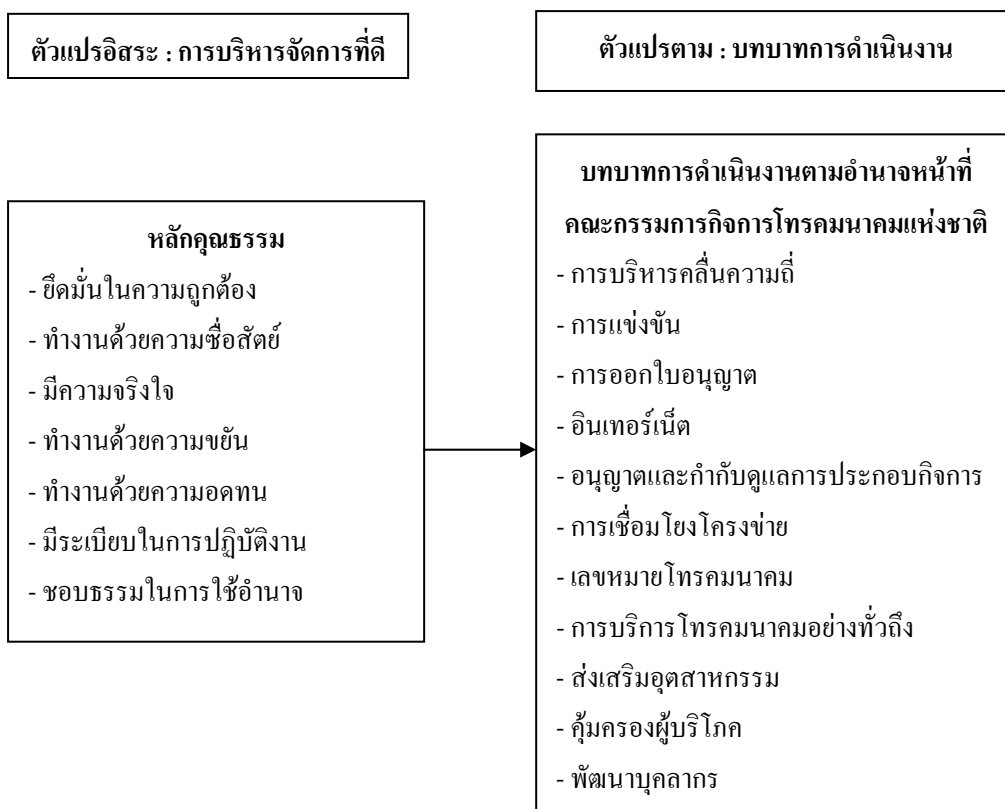 ตัวแปรอิสระ : การบริหารจัดการที่ดี
ตัวแปรตาม : บทบาทการดำเนินงาน
หลักคุณธรรม
- ยึดมั่นในความถูกต้อง
- ทำงานด้วยความซื่อสัตย์
- มีความจริงใจ
- ทำงานด้วยความขยัน
- ทำงานด้วยความอดทน
- มีระเบียบในการปฏิบัติงาน
- ชอบธรรมในการใช้อำนาจ
บทบาทการดำเนินงานตามอำนาจหน้าที่
คณะกรรมการกิจการโทรคมนาคมแห่งชาติ
- การบริหารคลื่นความถี่
- การแข่งขัน
- การออกใบอนุญาต
- อินเทอร์เน็ต
- อนุญาตและกำกับดูแลการประกอบกิจการ
- การเชื่อมโยงโครงข่าย
- เลขหมายโทรคมนาคม
- การบริการโทรคมนาคมอย่างทั่วถึง
- ส่งเสริมอุตสาหกรรม
- คุ้มครองผู้บริโภค
- พัฒนาบุคลากร